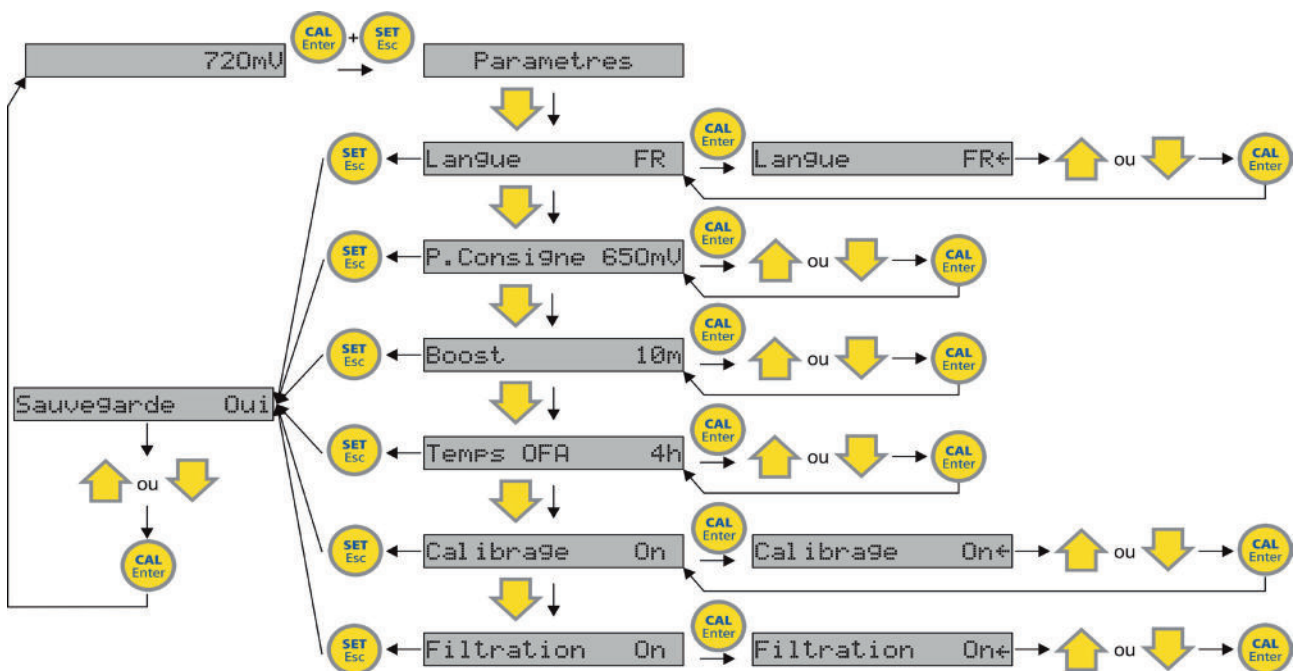 720mV CAL Enter + SET Esc Parametres
SET Esc Langue FR CAL Enter Langue FR← ou CAL Enter
SET Esc P.Consigne 650mV CAL Enter ou CAL Enter
SET Esc Boost 10m CAL Enter ou CAL Enter
Sauvegarde Oui
SET Esc Temps OFA 4h CAL Enter ou CAL Enter
ou
SET Esc Calibrage On CAL Enter Calibrage On← ou CAL Enter
CAL Enter
SET Esc Filtration On CAL Enter Filtration On← ou CAL Enter